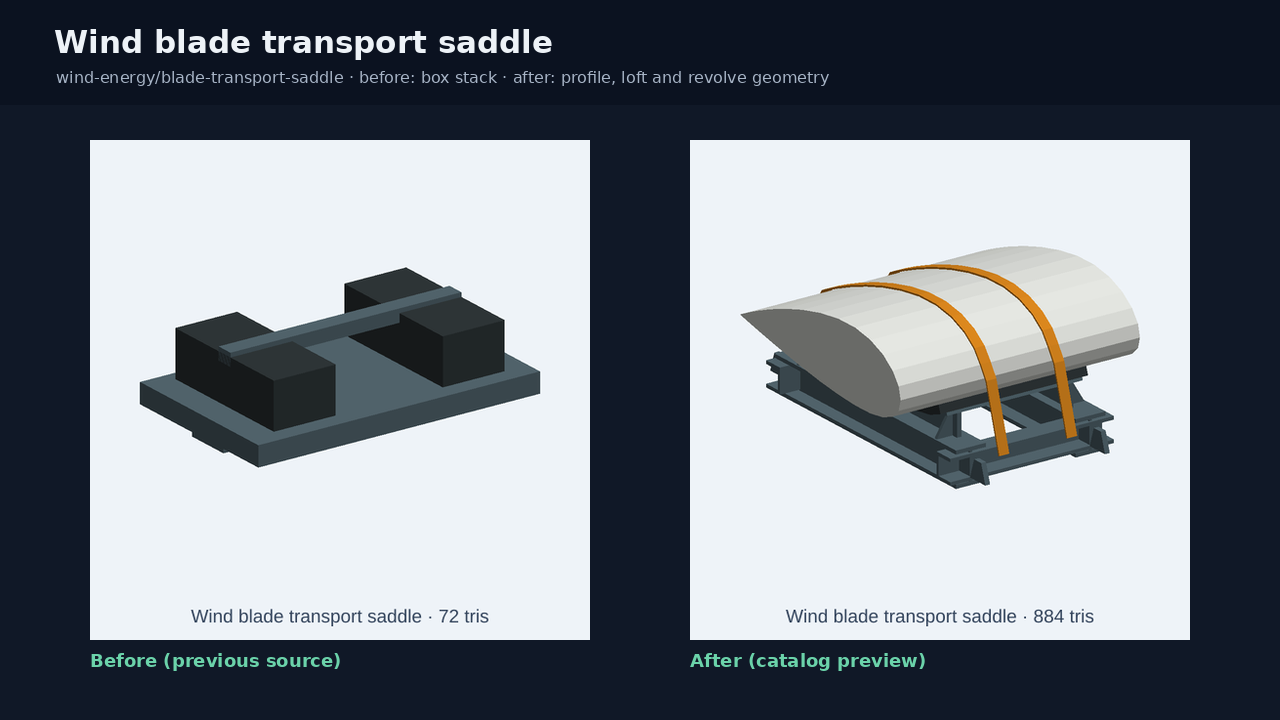 Wind blade transport saddle
wind-energy/blade-transport-saddle · before: box stack · after: profile, loft and revolve geometry
Wind blade transport saddle · 72 tris
Wind blade transport saddle · 884 tris
Before (previous source)
After (catalog preview)